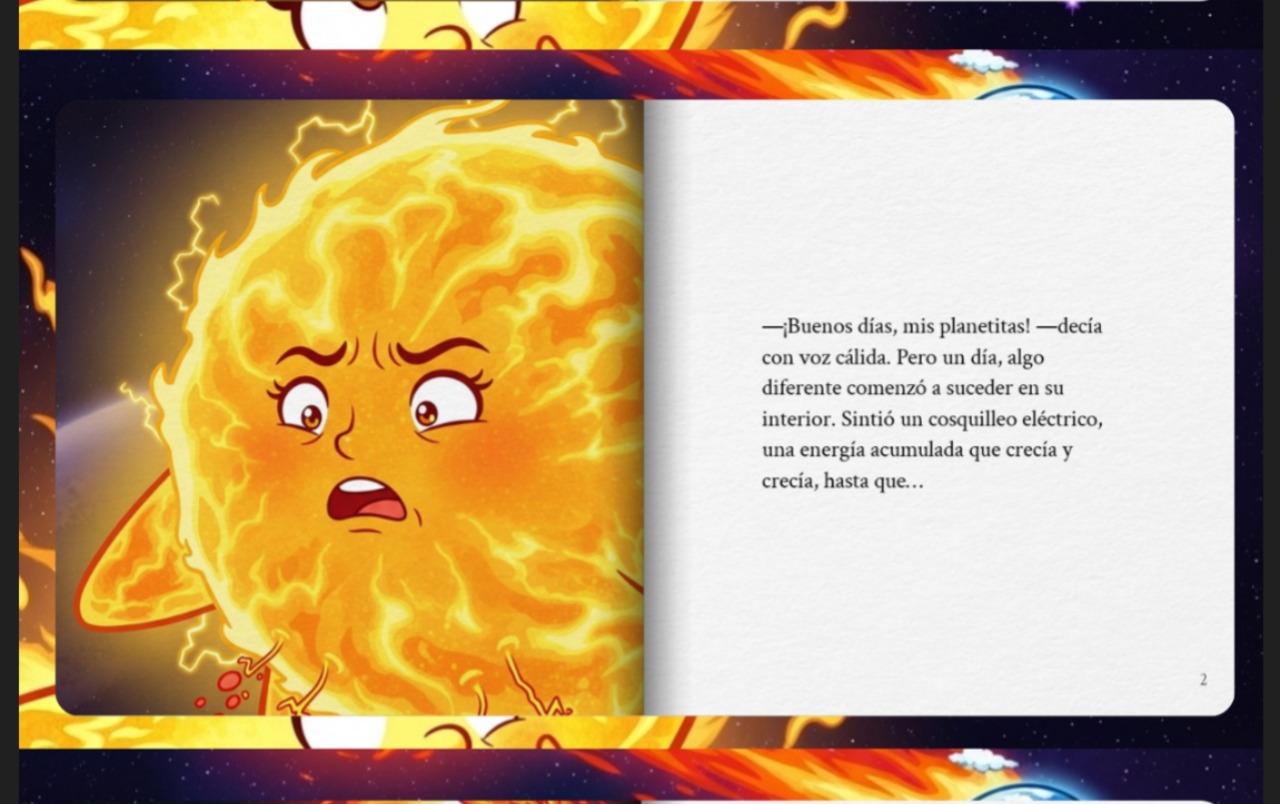 —¡Buenos días, mis planetitas! —decía
con voz cálida. Pero un día, algo
diferente comenzó a suceder en su
interior. Sintió un cosquilleo eléctrico,
una energía acumulada que crecía y
crecía, hasta que…
2